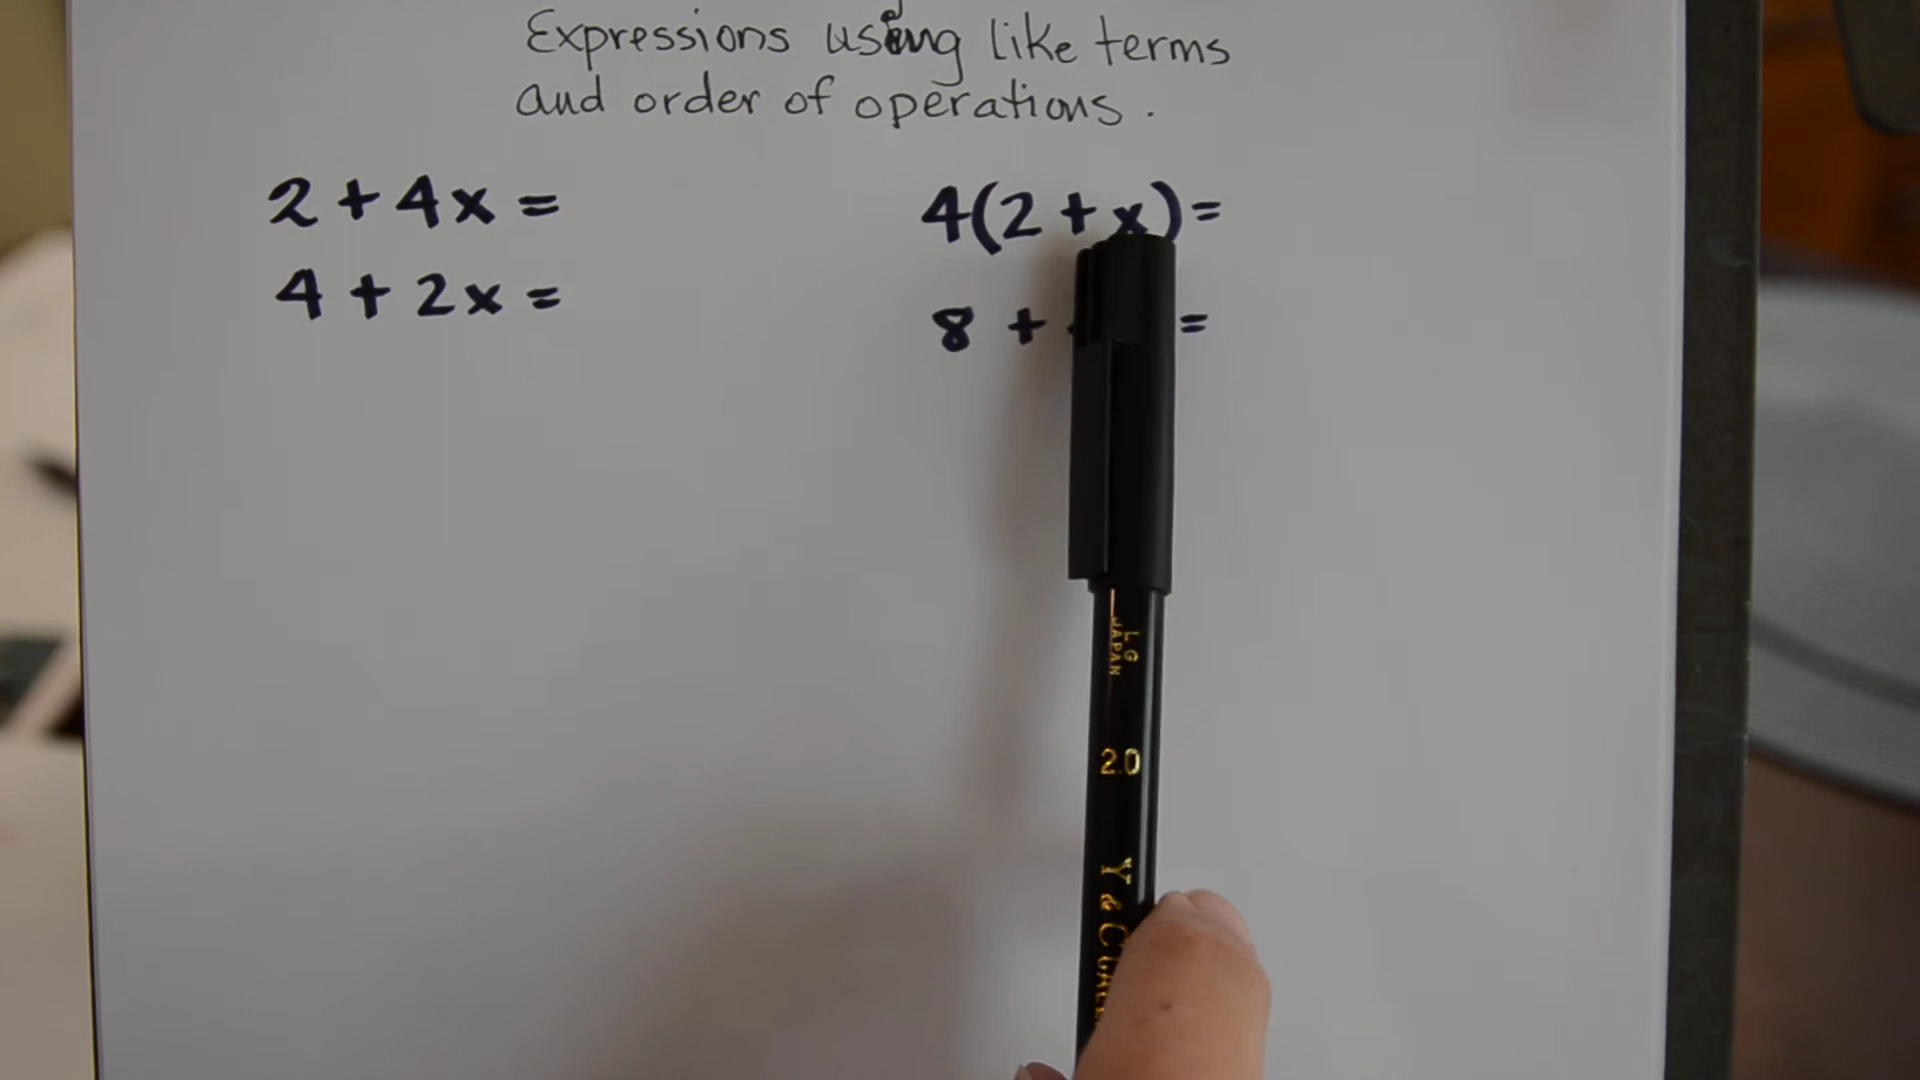 Expressions using like terms
and order of operations.
2 + 4x =
4(2 + x) =
4 + 2x =
8 + =
L G
JAPAN
2.0
Y & C